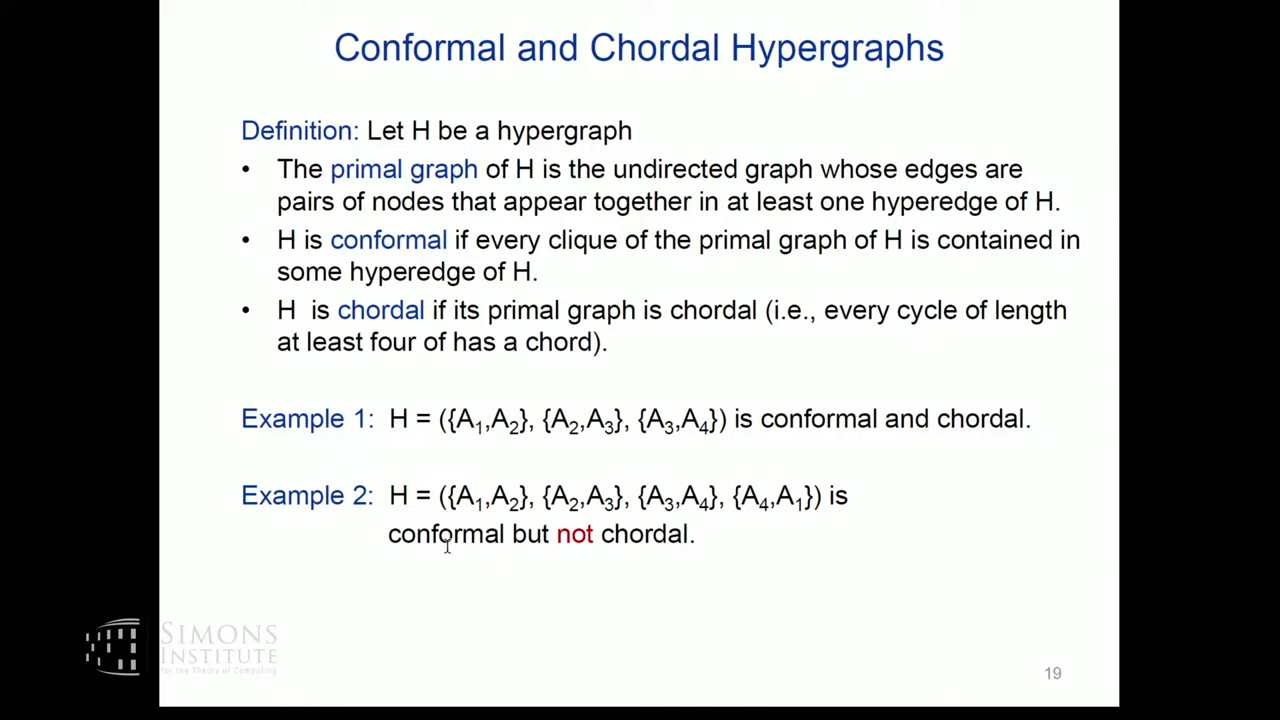 Conformal and Chordal Hypergraphs
Definition: Let H be a hypergraph
• The primal graph of H is the undirected graph whose edges are
pairs of nodes that appear together in at least one hyperedge of H.
• H is conformal if every clique of the primal graph of H is contained in
some hyperedge of H.
• H is chordal if its primal graph is chordal (i.e., every cycle of length
at least four of has a chord).
Example 1: H = ({A₁,A₂}, {A₂,A₃}, {A₃,A₄}) is conformal and chordal.
Example 2: H = ({A₁,A₂}, {A₂,A₃}, {A₃,A₄}, {A₄,A₁}) is
conformal but not chordal.
SIMONS
INSTITUTE
for the Theory of Computing
19